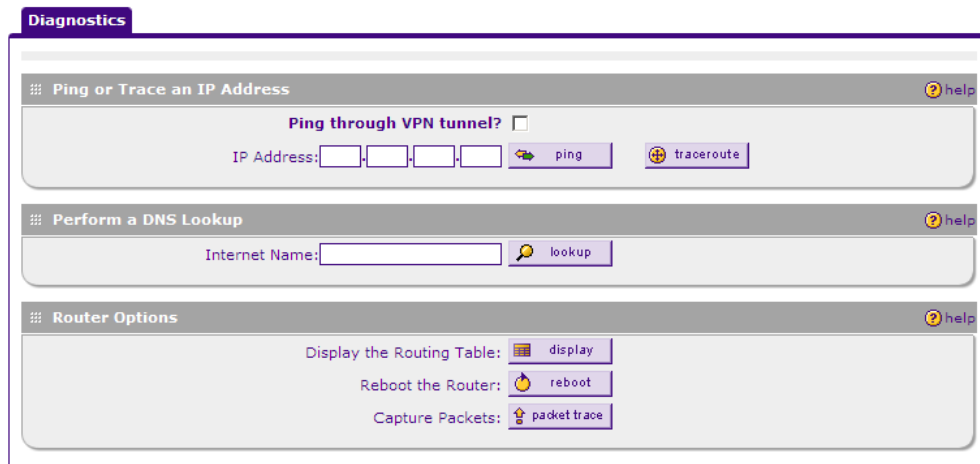 Diagnostics
Ping or Trace an IP Address
help
Ping through VPN tunnel?
IP Address: . . . ping traceroute
Perform a DNS Lookup
help
Internet Name: lookup
Router Options
help
Display the Routing Table: display
Reboot the Router: reboot
Capture Packets: packet trace